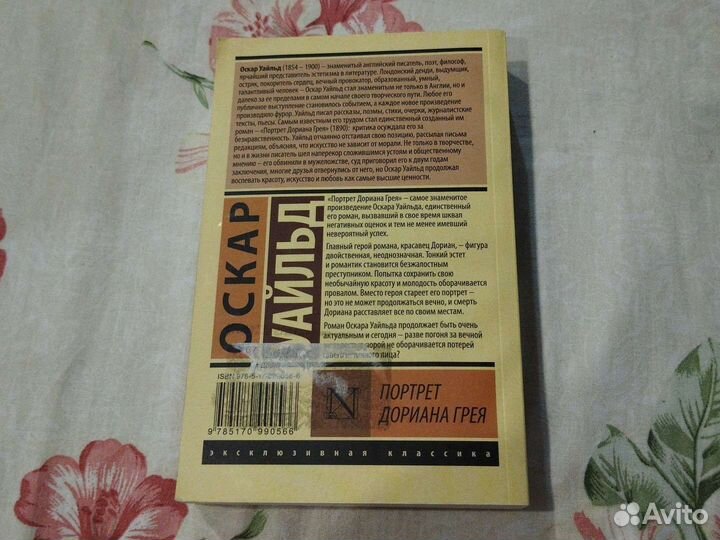 Оскар Уайльд (1854 – 1900) – знаменитый английский писатель, поэт, философ,
ярчайший представитель эстетизма в литературе. Лондонский денди, выдумщик,
остряк, покоритель сердец, вечный провокатор, образованный, умный,
талантливый человек – Оскар Уайльд стал знаменитым не только в Англии, но и
далеко за ее пределами в самом начале своего творческого пути. Любое его
публичное выступление становилось событием, а каждое новое произведение
производило фурор. Уайльд писал рассказы, поэмы, стихи, очерки, журналистские
тексты, пьесы. Самым известным его трудом стал единственный созданный им
роман – «Портрет Дориана Грея» (1890): критика осуждала его за
безнравственность. Уайльд отчаянно отстаивал свою позицию, рассылая письма
редакциям, объясняя, что искусство не зависит от морали. Не только в творчестве,
но и в жизни писатель шел наперекор сложившимся устоям и общественному
мнению – его обвинили в мужеложстве, суд приговорил его к двум годам
заключения, многие друзья отвернулись от него, но Оскар Уайльд продолжал
воспевать красоту, искусство и любовь как самые высшие ценности.
ОСКАР
УАЙЛЬД
«Портрет Дориана Грея» – самое знаменитое
произведение Оскара Уайльда, единственный
его роман, вызвавший в свое время шквал
негативных оценок и тем не менее имевший
невероятный успех.
Главный герой романа, красавец Дориан, – фигура
двойственная, неоднозначная. Тонкий эстет
и романтик становится безжалостным
преступником. Попытка сохранить свою
необычайную красоту и молодость оборачивается
провалом. Вместо героя стареет его портрет –
но это не может продолжаться вечно, и смерть
Дориана расставляет все по своим местам.
Роман Оскара Уайльда продолжает быть очень
актуальным и сегодня – разве погоня за вечной
не оборачивается потерей
лица?
ISBN
9 785170 990566
N
ПОРТРЕТ
ДОРИАНА ГРЕЯ
эксклюзивная классика
Avito